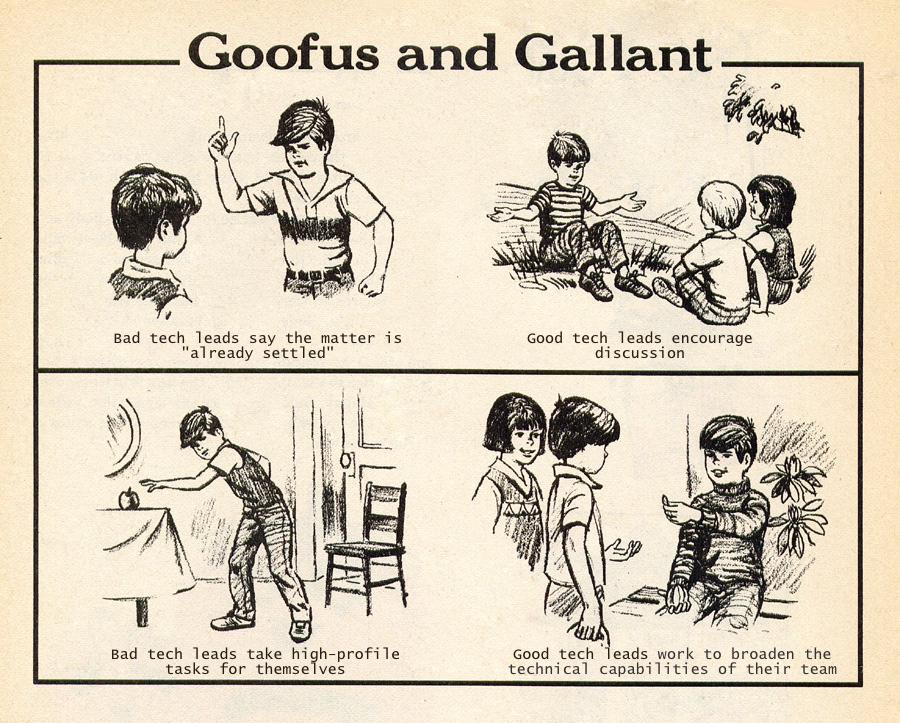 Goofus and Gallant
Bad tech leads say the matter is
"already settled"
Good tech leads encourage
discussion
Bad tech leads take high-profile
tasks for themselves
Good tech leads work to broaden the
technical capabilities of their team